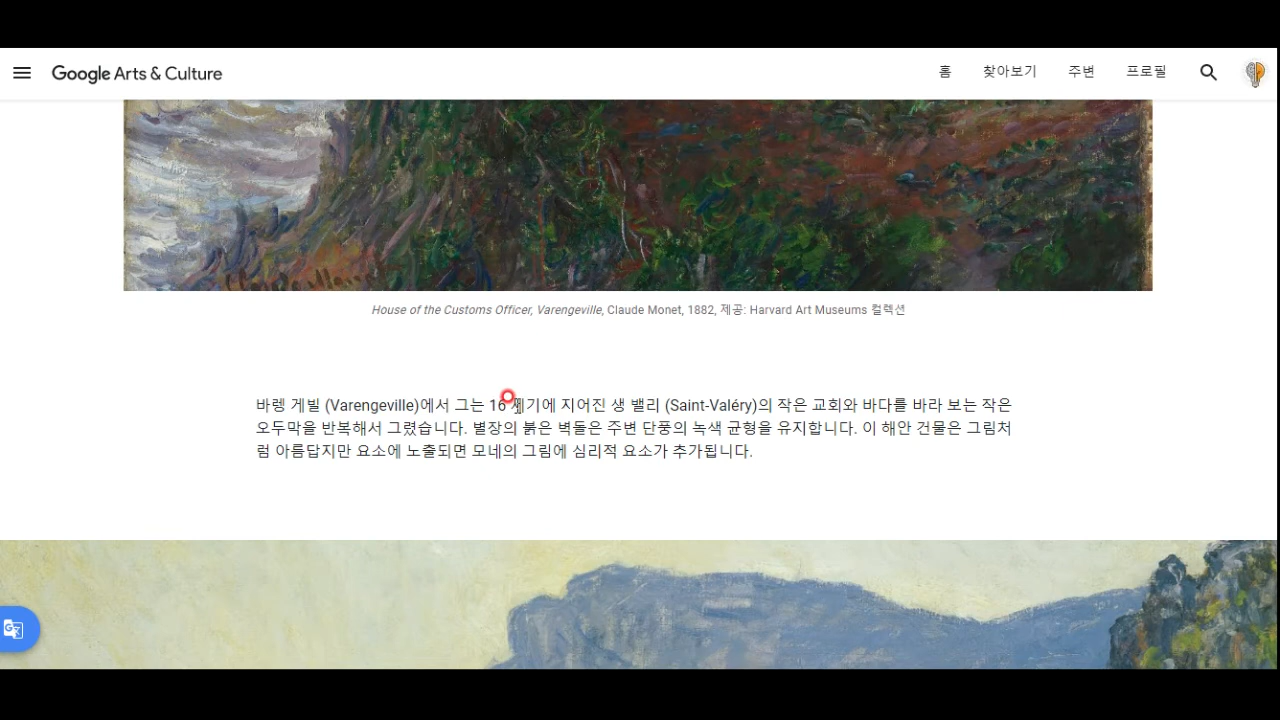 Google Arts & Culture
홈
찾아보기
주변
프로필
House of the Customs Officer, Varengeville, Claude Monet, 1882, 제공: Harvard Art Museums 컬렉션
바렝 게빌 (Varengeville)에서 그는 16 세기에 지어진 생 밸리 (Saint-Valéry)의 작은 교회와 바다를 바라 보는 작은
오두막을 반복해서 그렸습니다. 별장의 붉은 벽돌은 주변 단풍의 녹색 균형을 유지합니다. 이 해안 건물은 그림처
럼 아름답지만 요소에 노출되면 모네의 그림에 심리적 요소가 추가됩니다.